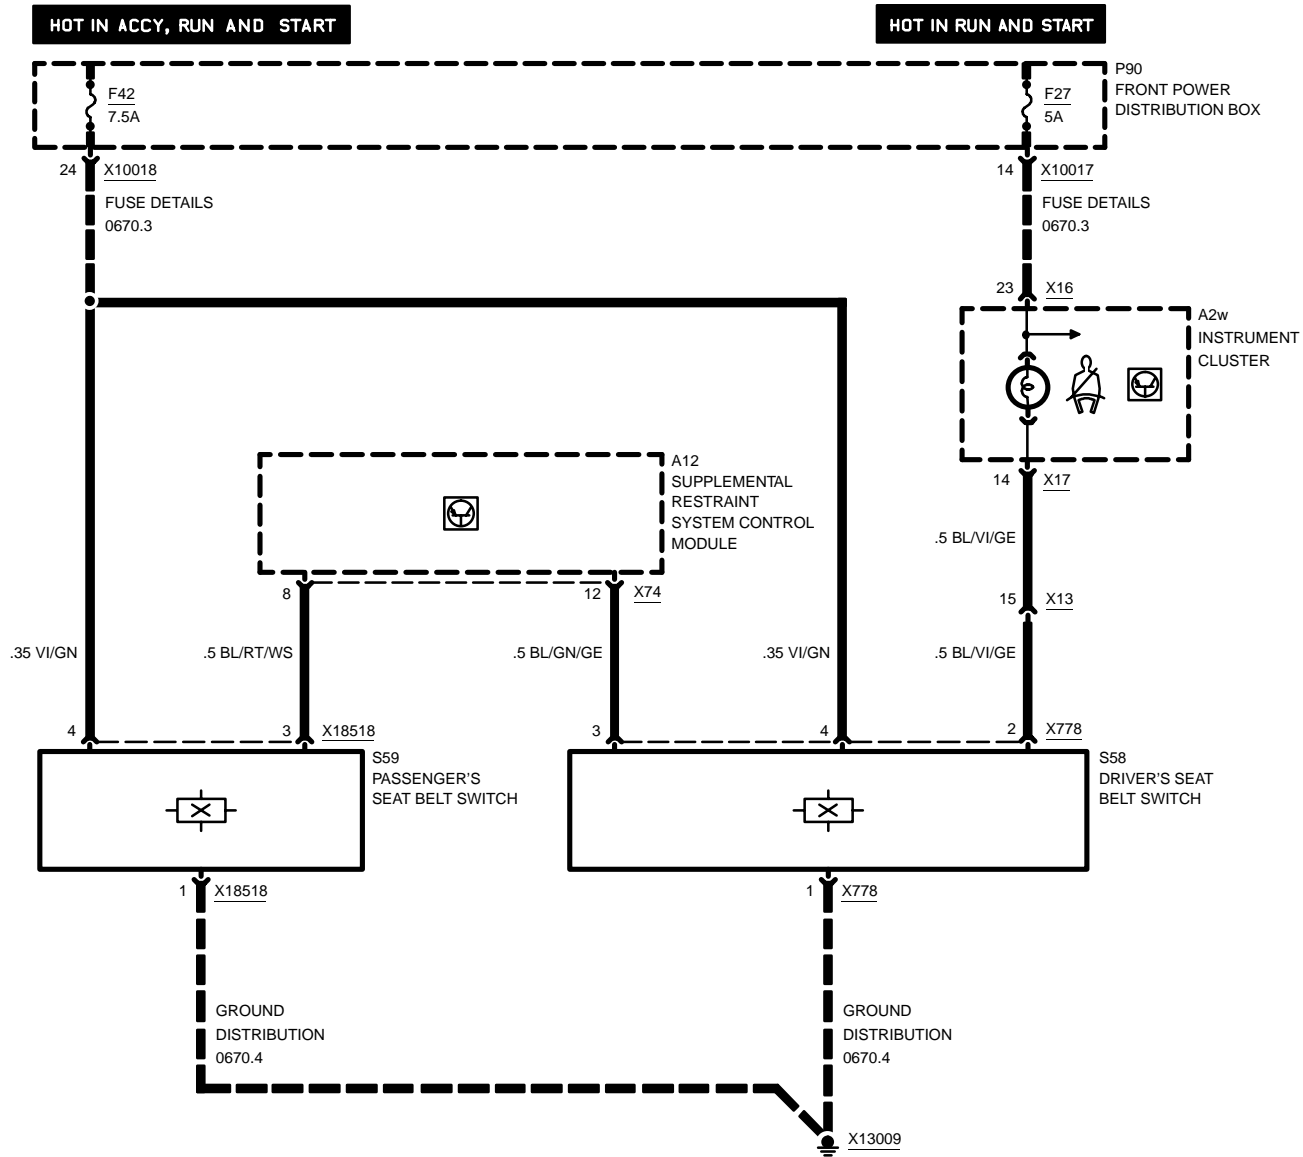 HOT IN ACCY, RUN AND START
HOT IN RUN AND START
F42
7.5A
F27
5A
P90
FRONT POWER
DISTRIBUTION BOX
24
X10018
14
X10017
FUSE DETAILS
0670.3
FUSE DETAILS
0670.3
23
X16
A2w
INSTRUMENT
CLUSTER
A12
SUPPLEMENTAL
RESTRAINT
SYSTEM CONTROL
MODULE
14
X17
.5 BL/VI/GE
8
12
X74
15
X13
.35 VI/GN
.5 BL/RT/WS
.5 BL/GN/GE
.35 VI/GN
.5 BL/VI/GE
4
3
X18518
3
4
2
X778
S59
PASSENGER'S
SEAT BELT SWITCH
S58
DRIVER'S SEAT
BELT SWITCH
1
X18518
1
X778
GROUND
DISTRIBUTION
0670.4
GROUND
DISTRIBUTION
0670.4
X13009